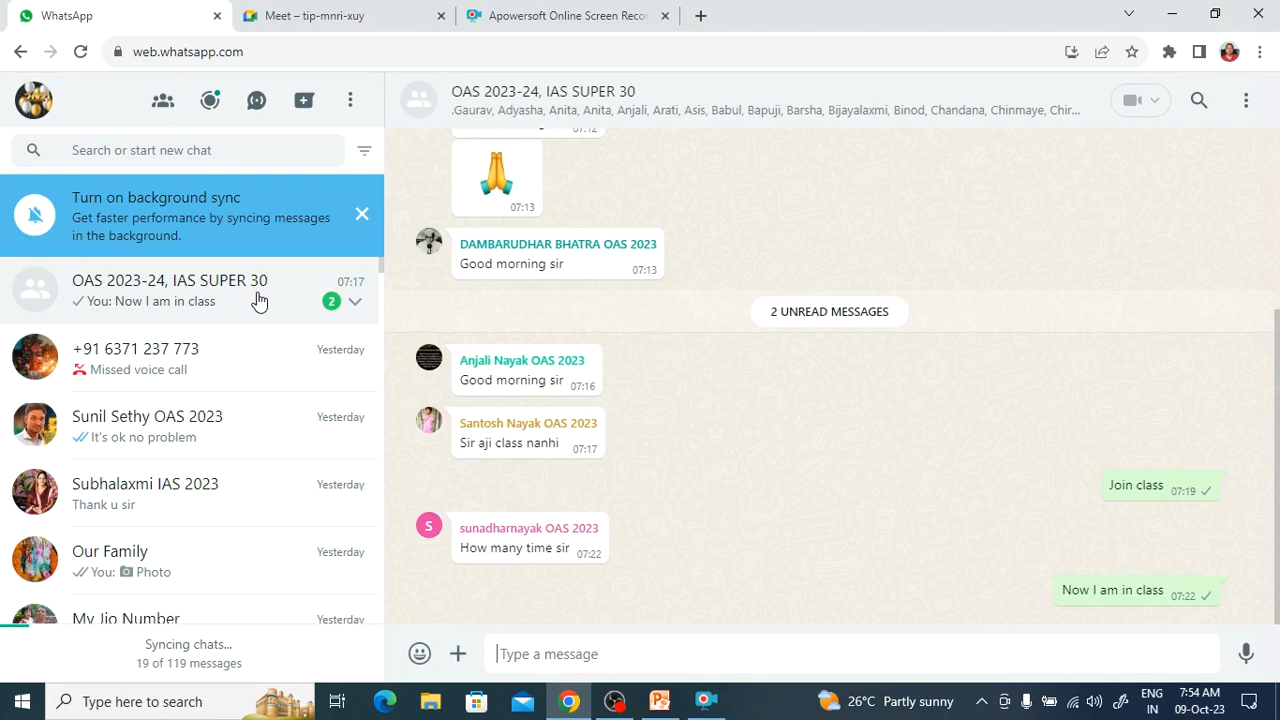 WhatsApp
Meet – tip-mnri-xuy
Apowersoft Online Screen Reco
web.whatsapp.com
Search or start new chat
Turn on background sync
Get faster performance by syncing messages
in the background.
OAS 2023-24, IAS SUPER 30
07:17
You: Now I am in class
2
+91 6371 237 773
Yesterday
Missed voice call
Sunil Sethy OAS 2023
Yesterday
It's ok no problem
Subhalaxmi IAS 2023
Yesterday
Thank u sir
Our Family
Yesterday
You: Photo
My Jio Number
Yesterday
Syncing chats...
19 of 119 messages
OAS 2023-24, IAS SUPER 30
.Gaurav, Adyasha, Anita, Anita, Anjali, Arati, Asis, Babul, Bapuji, Barsha, Bijayalaxmi, Binod, Chandana, Chinmaye, Chir...
07:12
07:13
DAMBARUDHAR BHATRA OAS 2023
Good morning sir
07:13
2 UNREAD MESSAGES
Anjali Nayak OAS 2023
Good morning sir
07:16
Santosh Nayak OAS 2023
Sir aji class nanhi
07:17
Join class
07:19
S
sunadharnayak OAS 2023
How many time sir
07:22
Now I am in class
07:22
Type a message
Type here to search
26°C Partly sunny
ENG
IN
7:54 AM
09-Oct-23